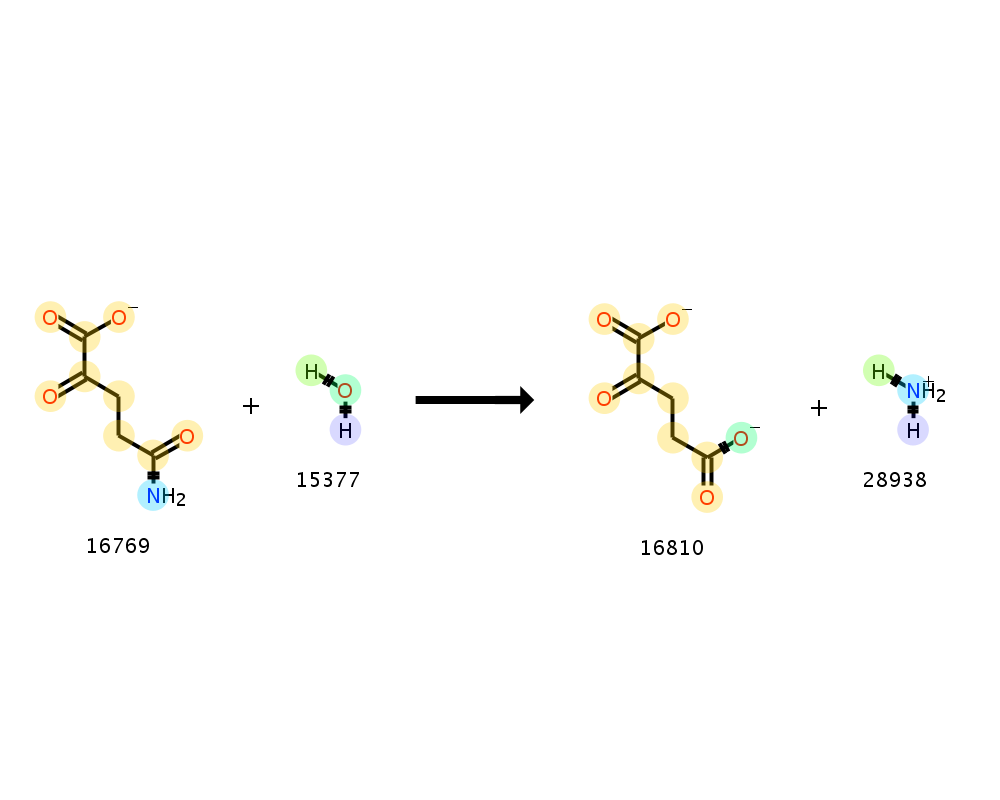 O O−
O
O
NH2
16769
+
H O
H
15377
O O−
O
O−
O
16810
+
H NH2+
H
28938